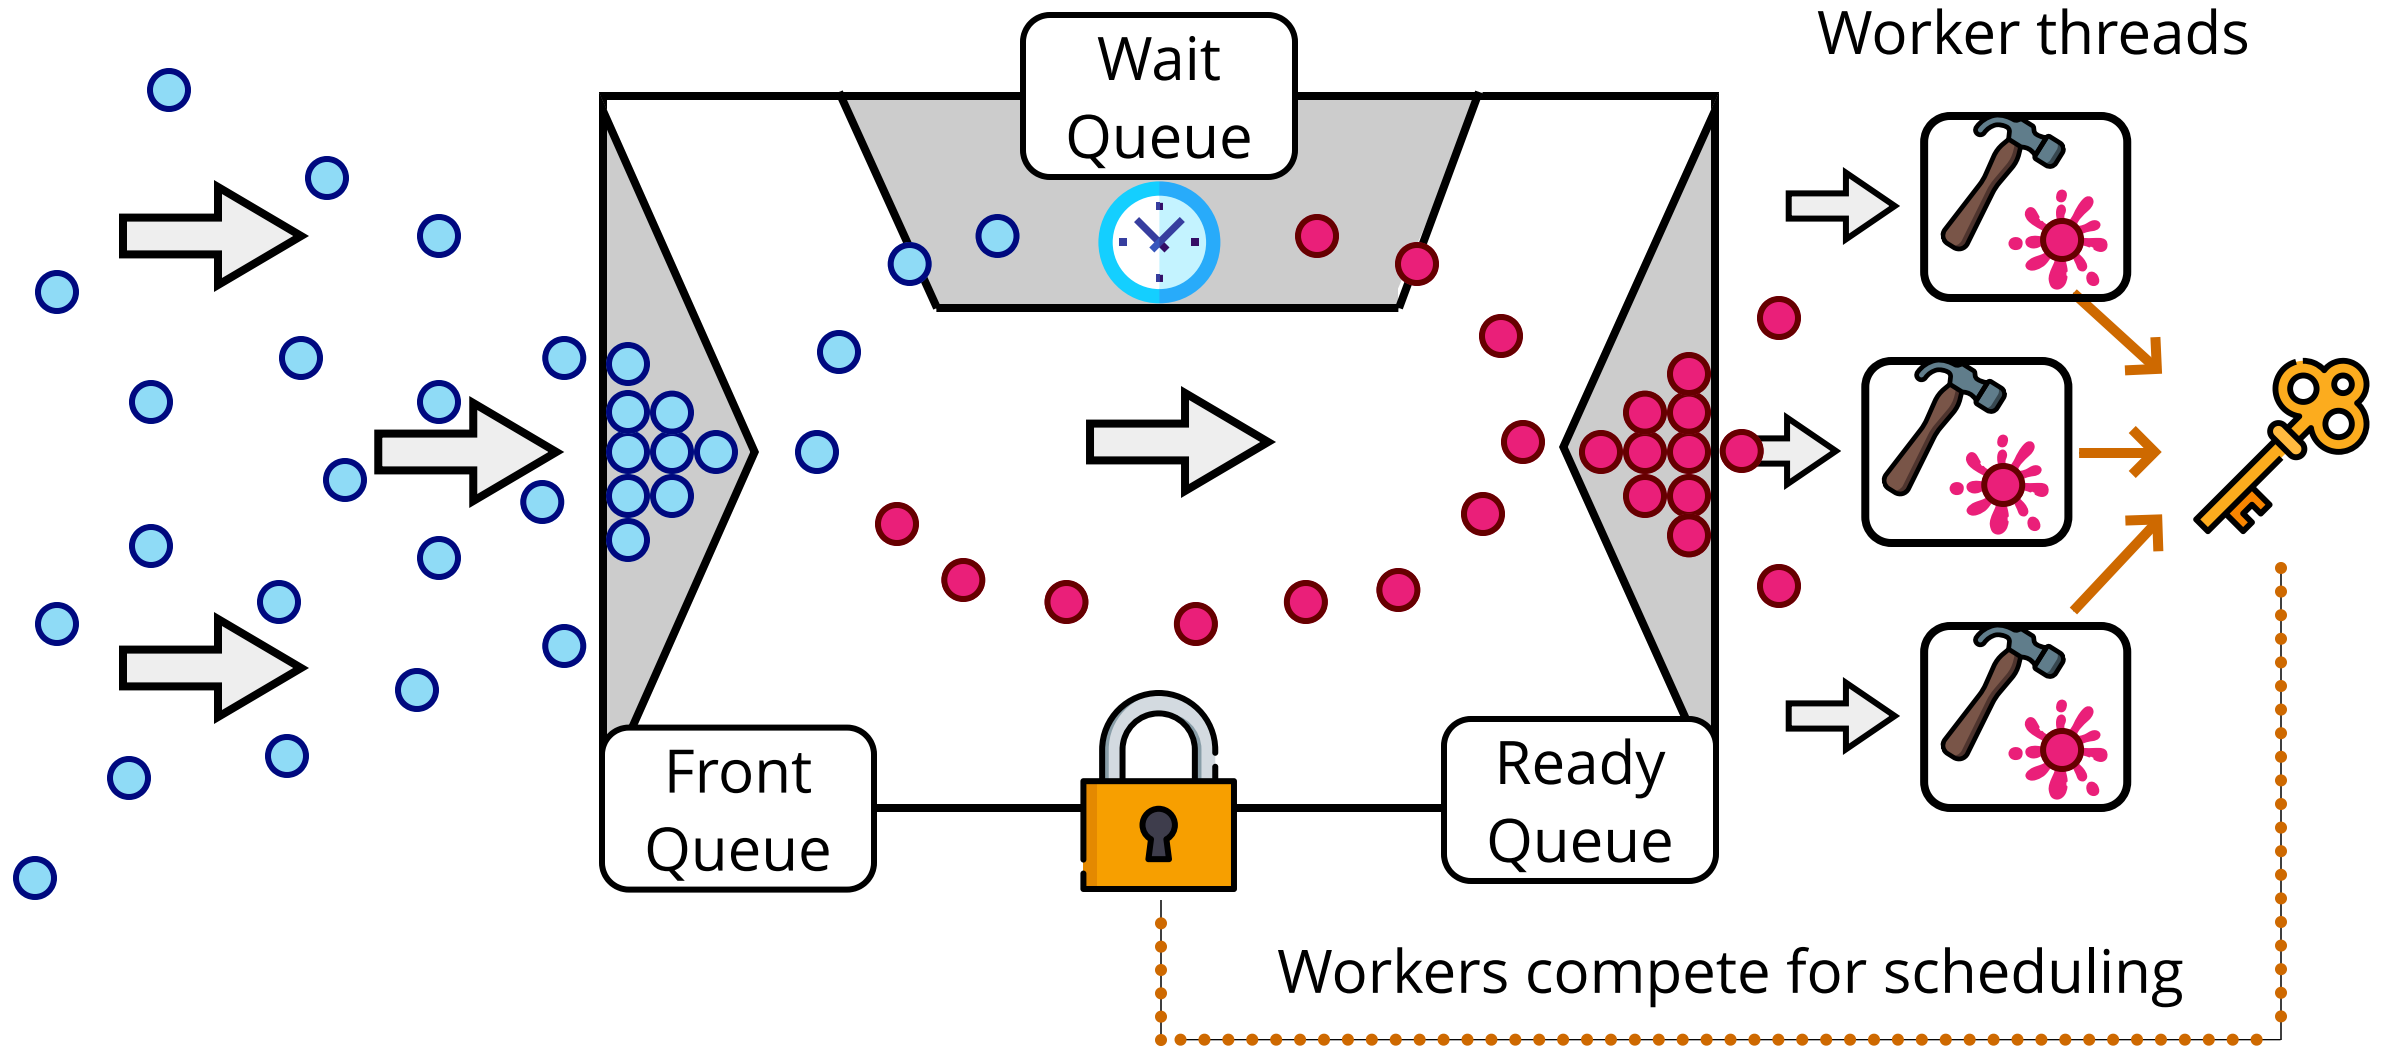 Wait
Queue
Worker threads
Front
Queue
Ready
Queue
Workers compete for scheduling